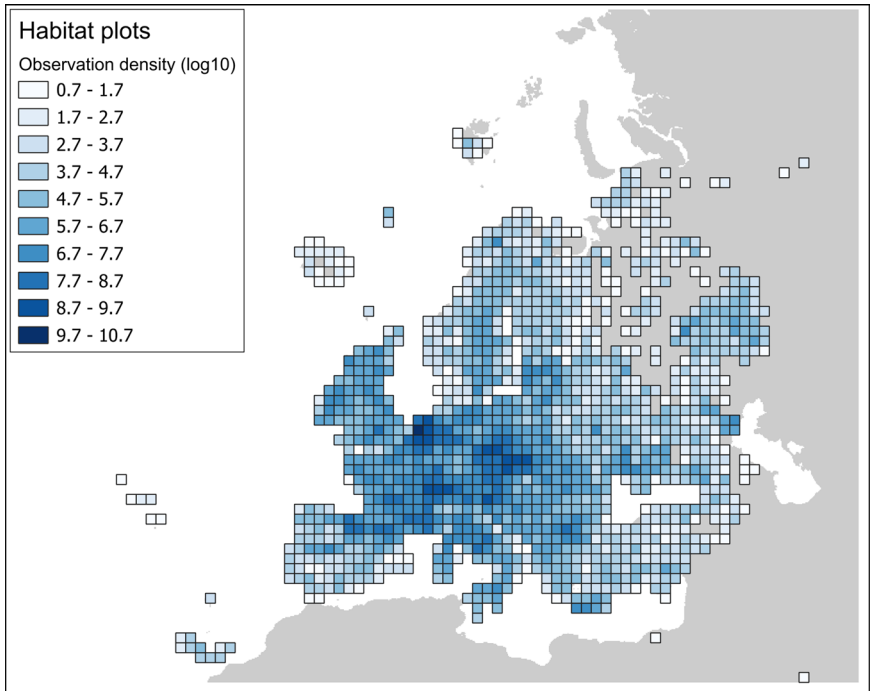 Habitat plots
Observation density (log10)
0.7 - 1.7
1.7 - 2.7
2.7 - 3.7
3.7 - 4.7
4.7 - 5.7
5.7 - 6.7
6.7 - 7.7
7.7 - 8.7
8.7 - 9.7
9.7 - 10.7